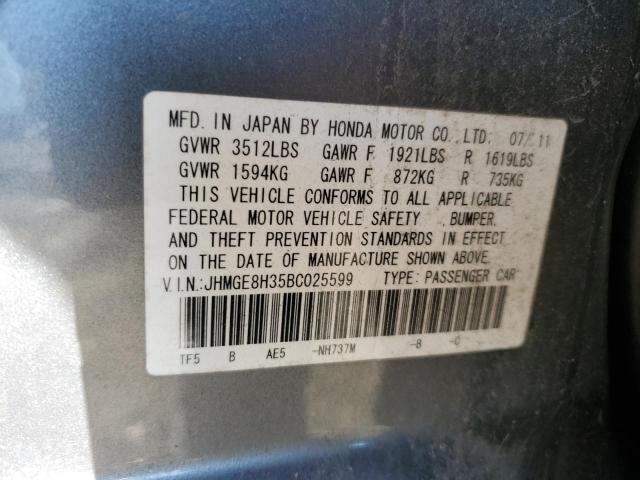 MFD. IN JAPAN BY HONDA MOTOR CO., LTD. 07/11
GVWR 3512LBS GAWR F 1921LBS R 1619LBS
GVWR 1594KG GAWR F 872KG R 735KG
THIS VEHICLE CONFORMS TO ALL APPLICABLE
FEDERAL MOTOR VEHICLE SAFETY , BUMPER,
AND THEFT PREVENTION STANDARDS IN EFFECT
ON THE DATE OF MANUFACTURE SHOWN ABOVE.
V.I.N.:JHMGE8H35BC025599 TYPE: PASSENGER CAR
TF5 B AE5 -NH737M -B -C